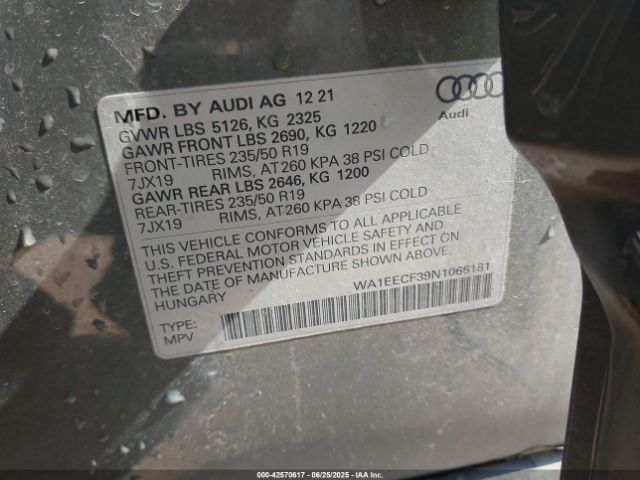 MFD. BY AUDI AG 12 21
GVWR LBS 5126, KG 2325
GAWR FRONT LBS 2690, KG 1220
FRONT-TIRES 235/50 R19
7JX19 RIMS, AT260 KPA 38 PSI COLD
GAWR REAR LBS 2646, KG 1200
REAR-TIRES 235/50 R19
7JX19 RIMS, AT260 KPA 38 PSI COLD
THIS VEHICLE CONFORMS TO ALL APPLICABLE
U.S. FEDERAL MOTOR VEHICLE SAFETY AND
THEFT PREVENTION STANDARDS IN EFFECT ON
THE DATE OF MANUFACTURE SHOWN ABOVE.
HUNGARY
WA1EECF39N1066181
TYPE:
MPV
Audi
000-42570617 - 06/25/2025 - IAAI.COM